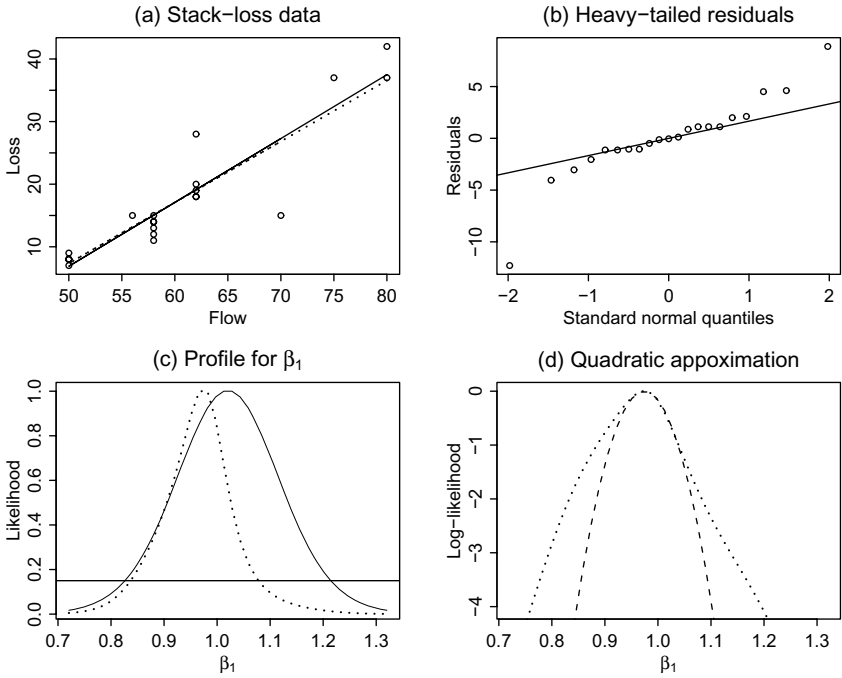 (a) Stack−loss data
Loss
10 20 30 40
50 55 60 65 70 75 80
Flow
(b) Heavy−tailed residuals
Residuals
−10 −5 0 5
−2 −1 0 1 2
Standard normal quantiles
(c) Profile for β1
Likelihood
0.0 0.2 0.4 0.6 0.8 1.0
0.7 0.8 0.9 1.0 1.1 1.2 1.3
β1
(d) Quadratic appoximation
Log−likelihood
−4 −3 −2 −1 0
0.7 0.8 0.9 1.0 1.1 1.2 1.3
β1